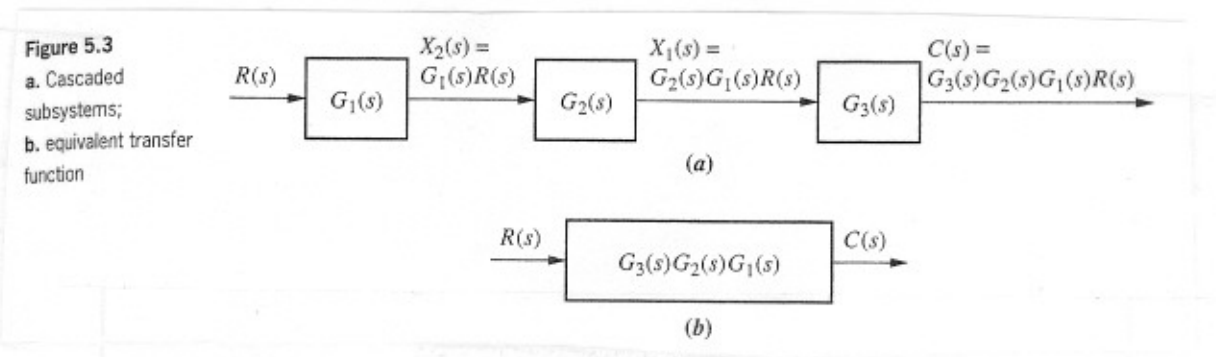 Figure 5.3
a. Cascaded
subsystems;
b. equivalent transfer
function
R(s)
G₁(s)
X₂(s) =
G₁(s)R(s)
G₂(s)
X₁(s) =
G₂(s)G₁(s)R(s)
G₃(s)
C(s) =
G₃(s)G₂(s)G₁(s)R(s)
(a)
R(s)
G₃(s)G₂(s)G₁(s)
C(s)
(b)